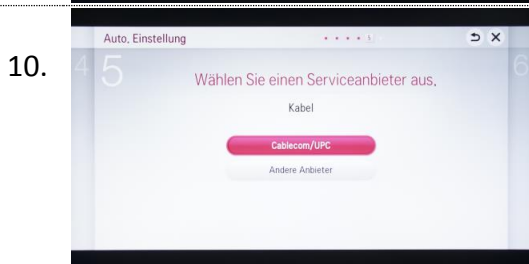 10.
Auto, Einstellung
4
5
6
Wählen Sie einen Serviceanbieter aus.
Kabel
Cablecom/UPC
Andere Anbieter